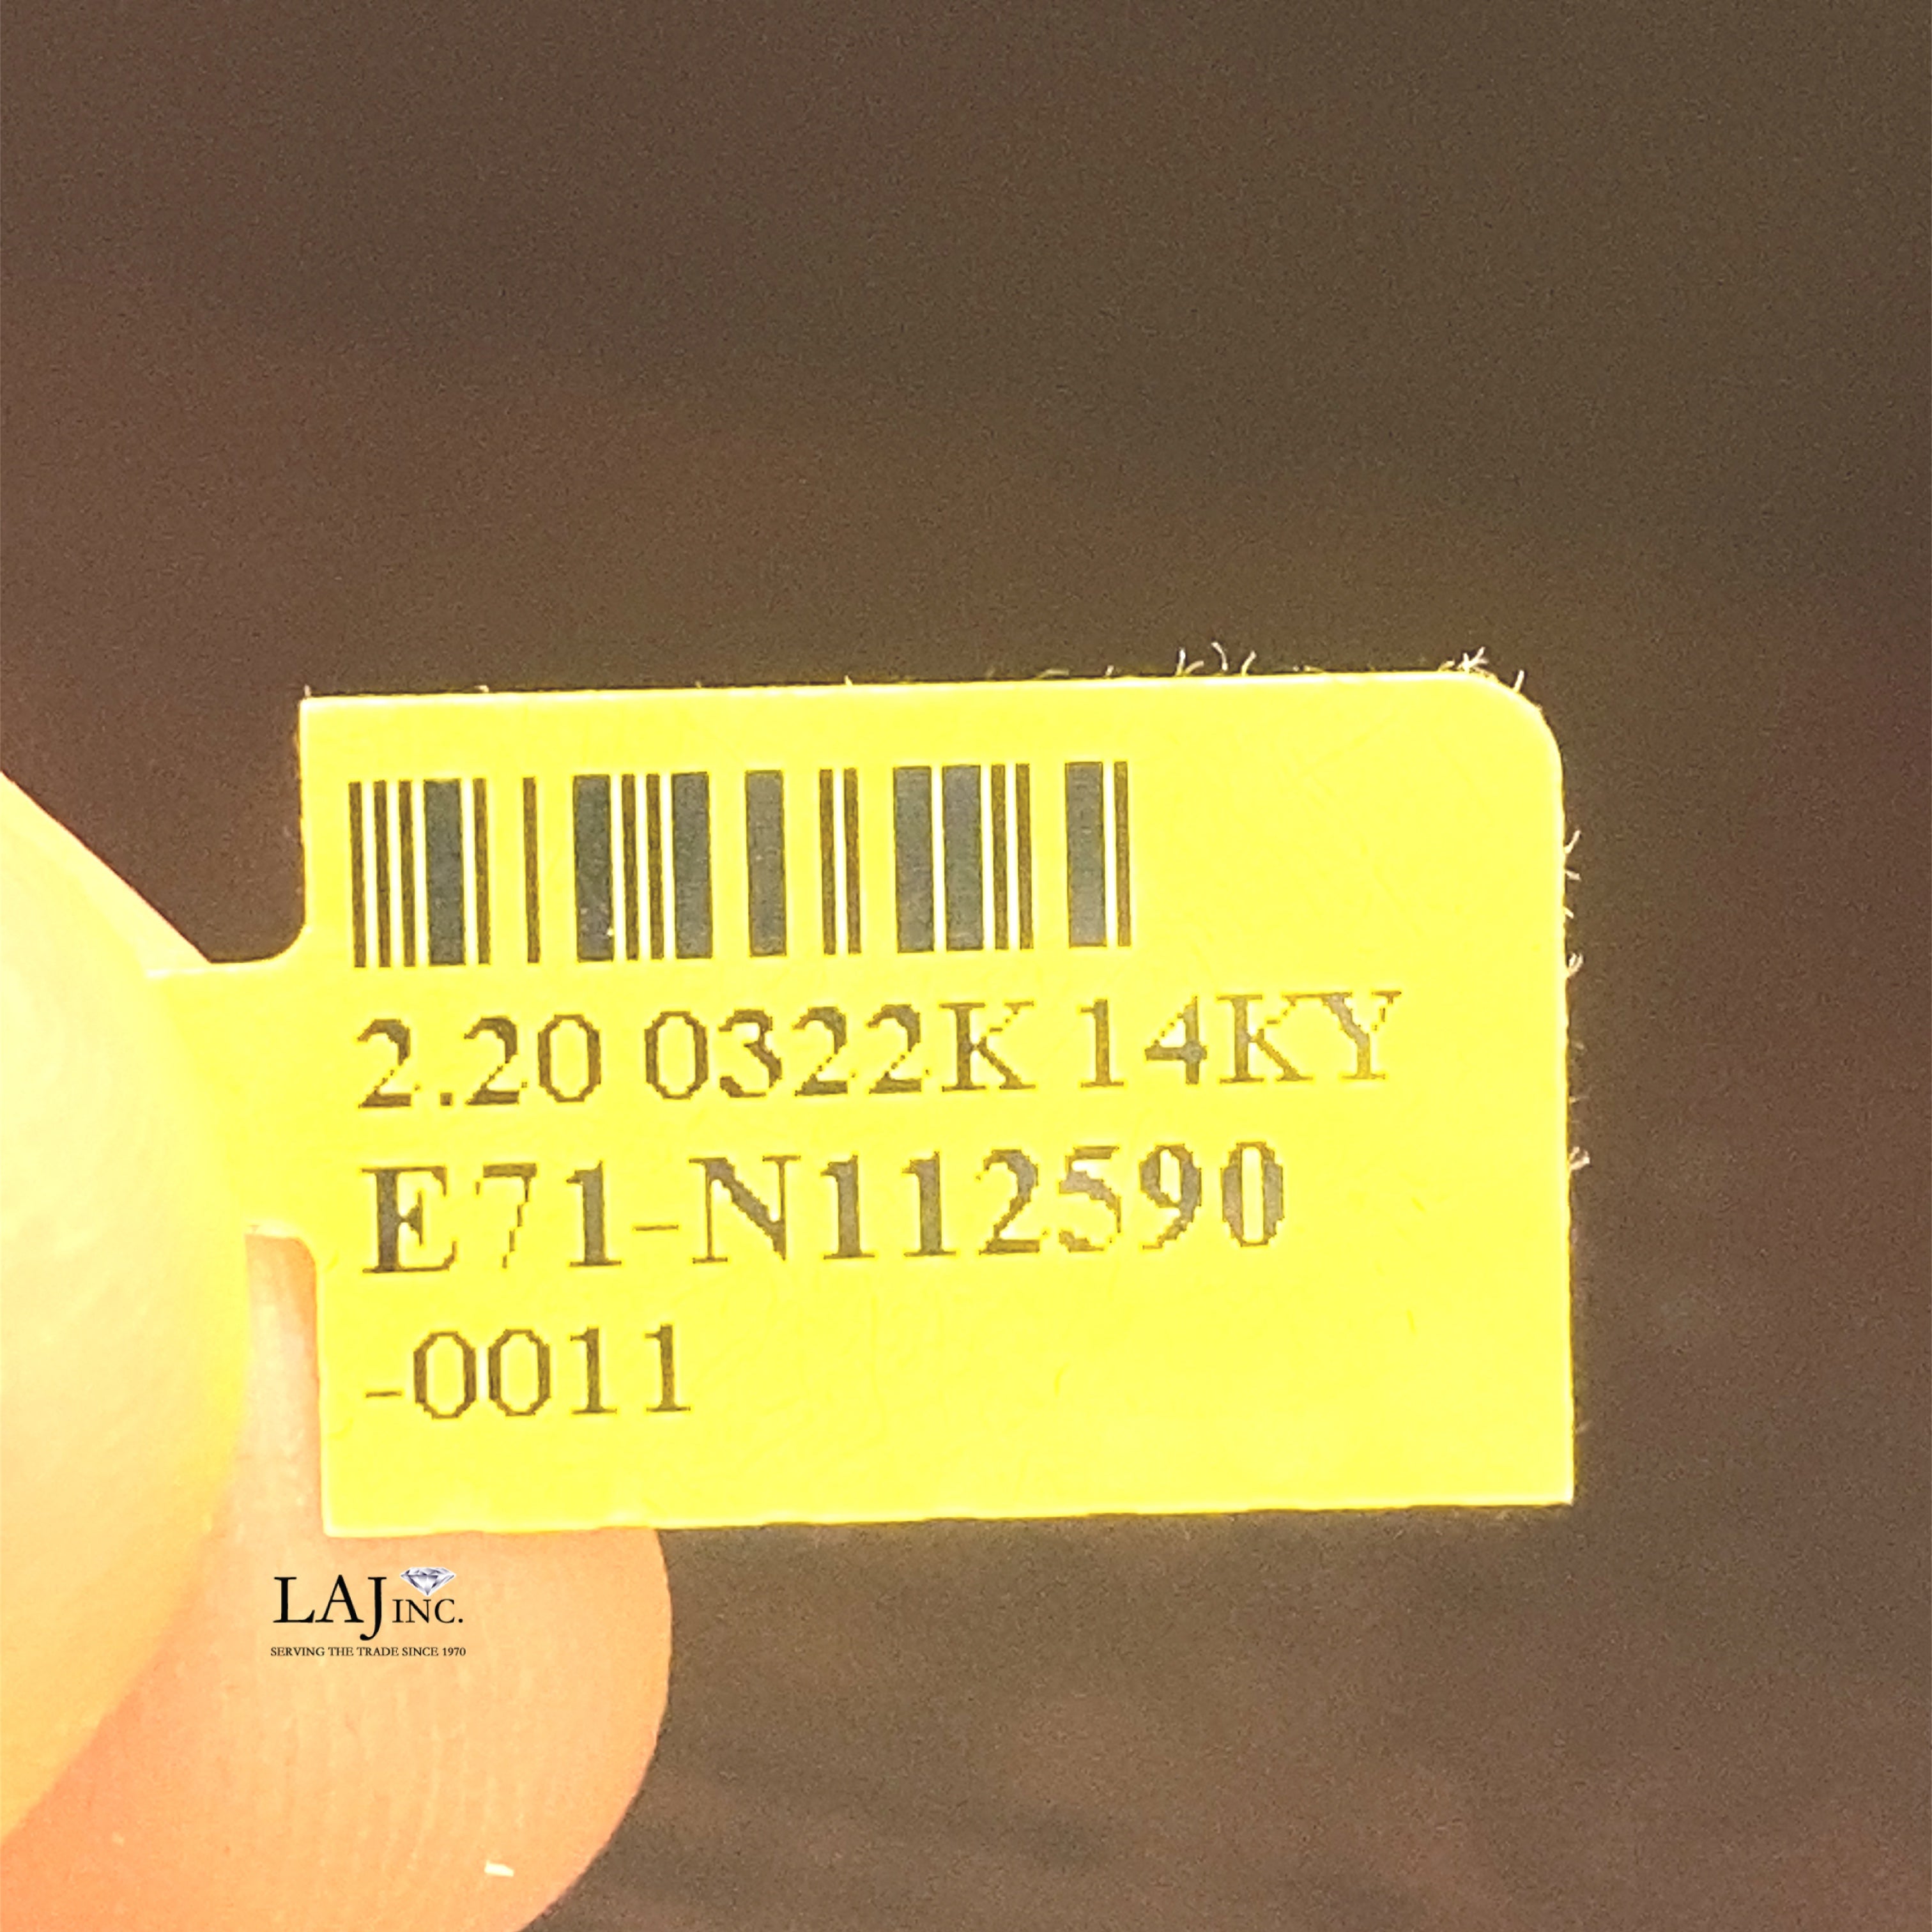 2.20 0322K 14KY
E71-N112590
-0011
LAJ INC.
SERVING THE TRADE SINCE 1970